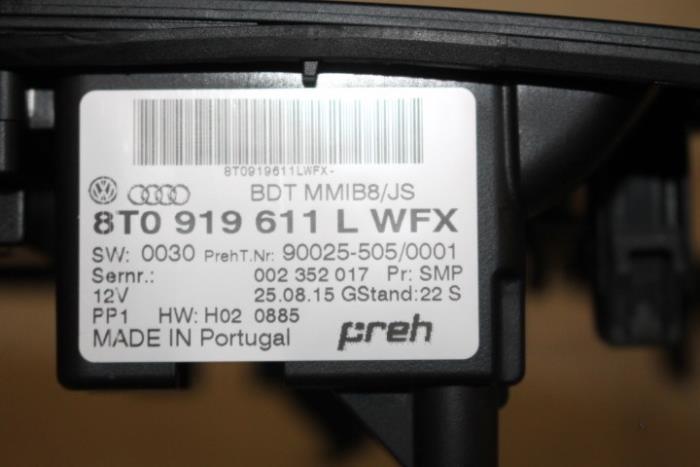 8T0919611LWFX-
BDT MMIB8/JS
8T0 919 611 L WFX
SW: 0030 PrehT.Nr: 90025-505/0001
Sernr.: 002 352 017 Pr: SMP
12V 25.08.15 GStand:22 S
PP1 HW: H02 0885
MADE IN Portugal preh